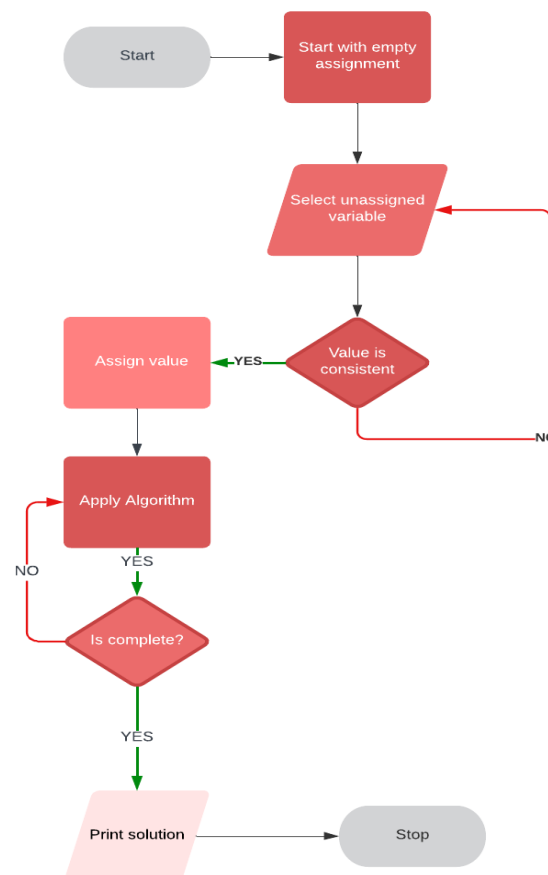 Start
Start with empty
assignment
Select unassigned
variable
Value is
consistent
YES
Assign value
NO
Apply Algorithm
YES
NO
Is complete?
YES
Print solution
Stop